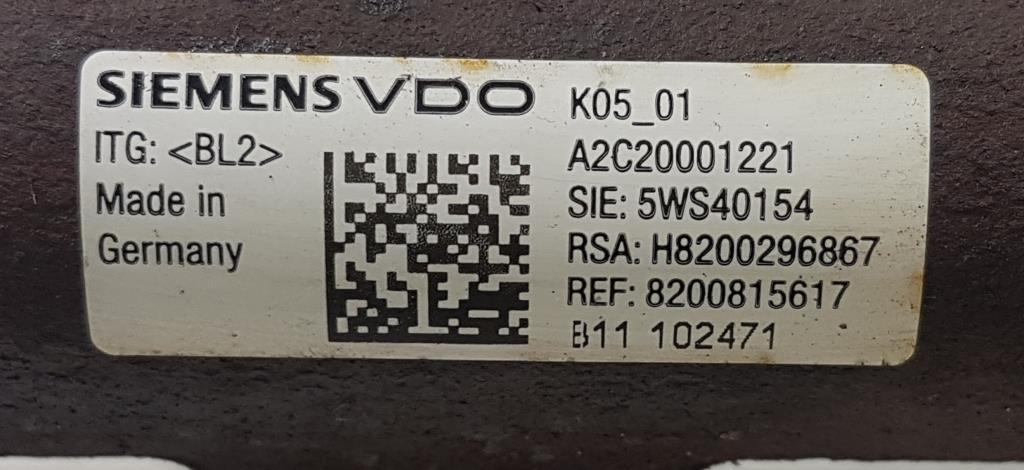 SIEMENS VDO
ITG: <BL2>
Made in
Germany
K05_01
A2C20001221
SIE: 5WS40154
RSA: H8200296867
REF: 8200815617
B11 102471